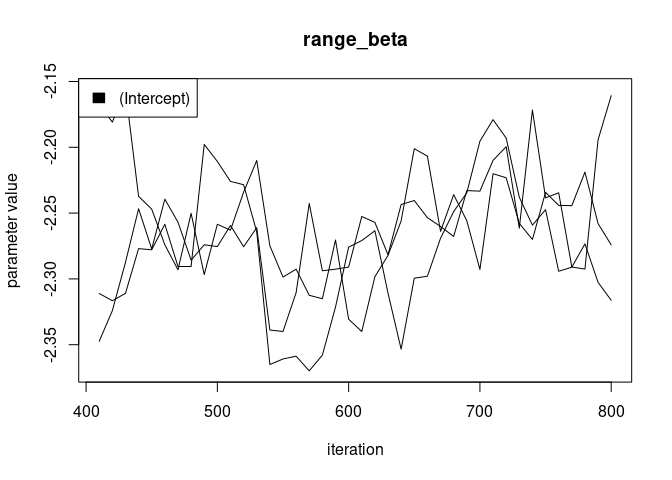 range_beta
(Intercept)
parameter value
-2.15
-2.20
-2.25
-2.30
-2.35
400
500
600
700
800
iteration